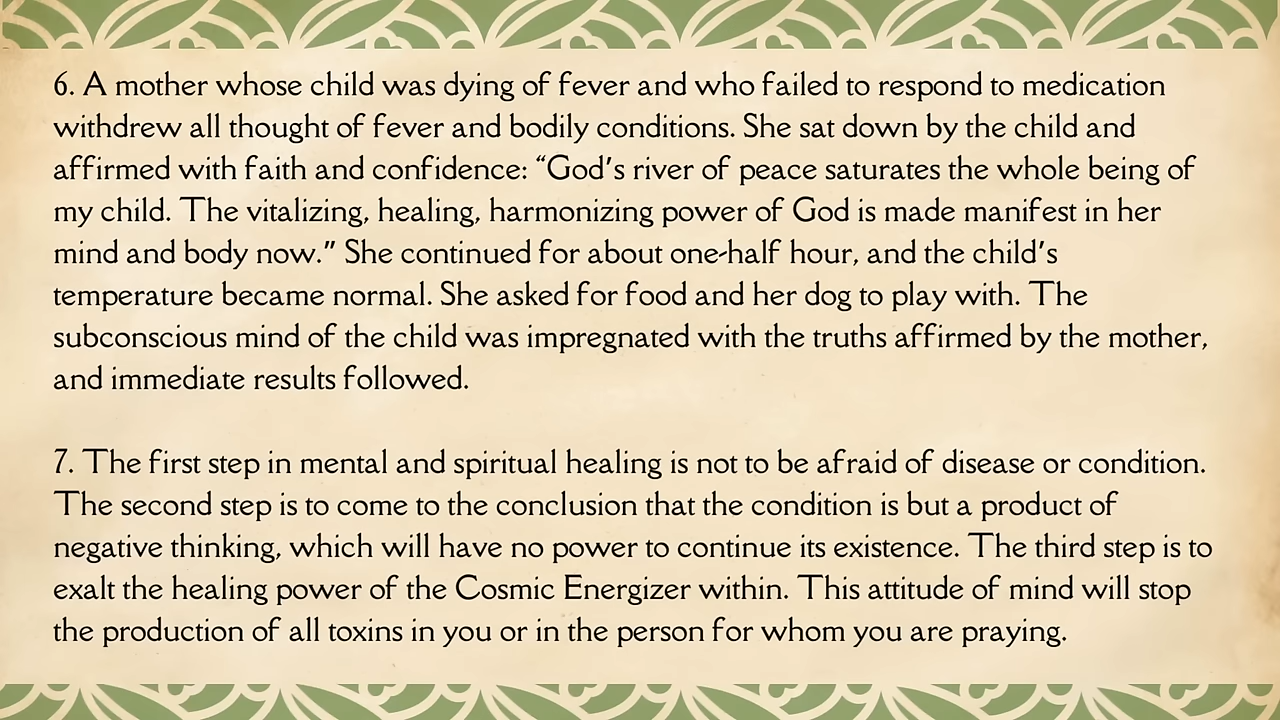 6. A mother whose child was dying of fever and who failed to respond to medication
withdrew all thought of fever and bodily conditions. She sat down by the child and
affirmed with faith and confidence: “God's river of peace saturates the whole being of
my child. The vitalizing, healing, harmonizing power of God is made manifest in her
mind and body now." She continued for about one-half hour, and the child's
temperature became normal. She asked for food and her dog to play with. The
subconscious mind of the child was impregnated with the truths affirmed by the mother,
and immediate results followed.
7. The first step in mental and spiritual healing is not to be afraid of disease or condition.
The second step is to come to the conclusion that the condition is but a product of
negative thinking, which will have no power to continue its existence. The third step is to
exalt the healing power of the Cosmic Energizer within. This attitude of mind will stop
the production of all toxins in you or in the person for whom you are praying.